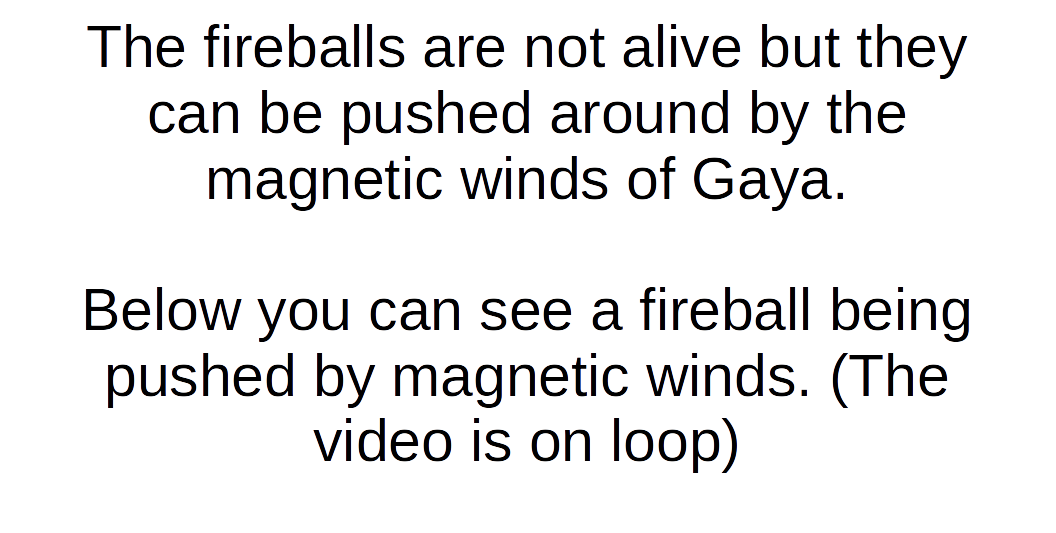 The fireballs are not alive but they
can be pushed around by the
magnetic winds of Gaya.
Below you can see a fireball being
pushed by magnetic winds. (The
video is on loop)